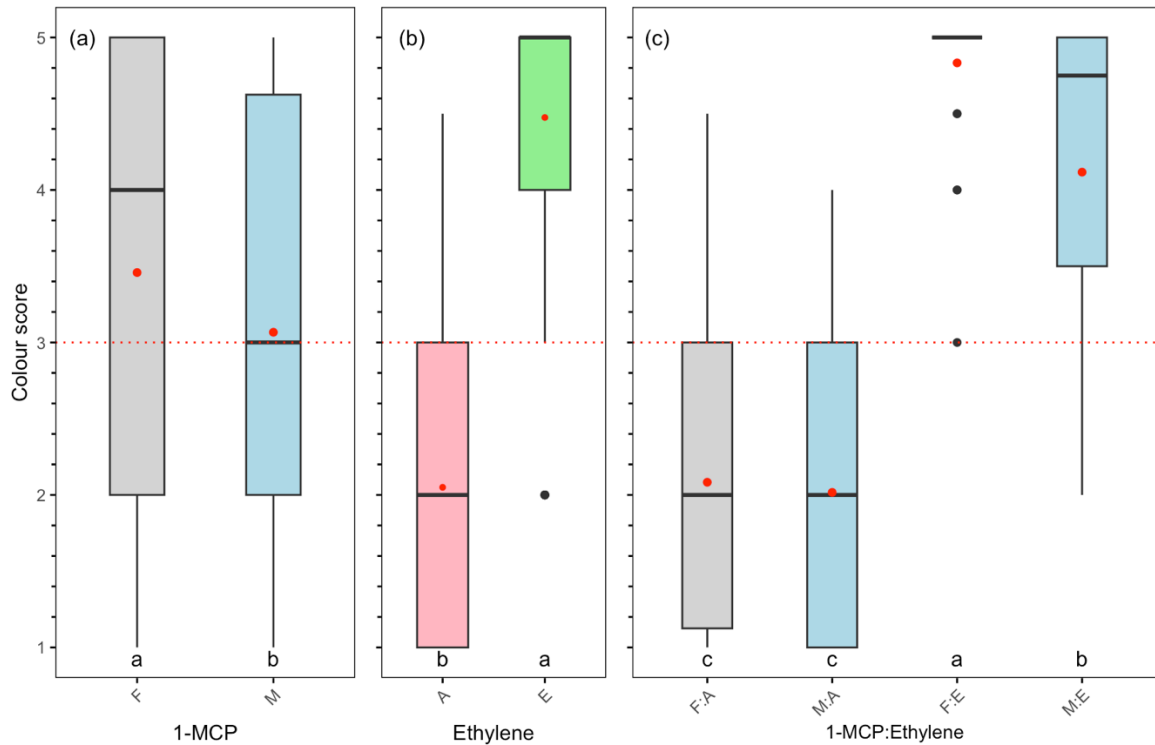 (a)
(b)
(c)
Colour score
5
4
3
2
1
a
b
b
a
c
c
a
b
F
M
A
E
F:A
M:A
F:E
M:E
1-MCP
Ethylene
1-MCP:Ethylene